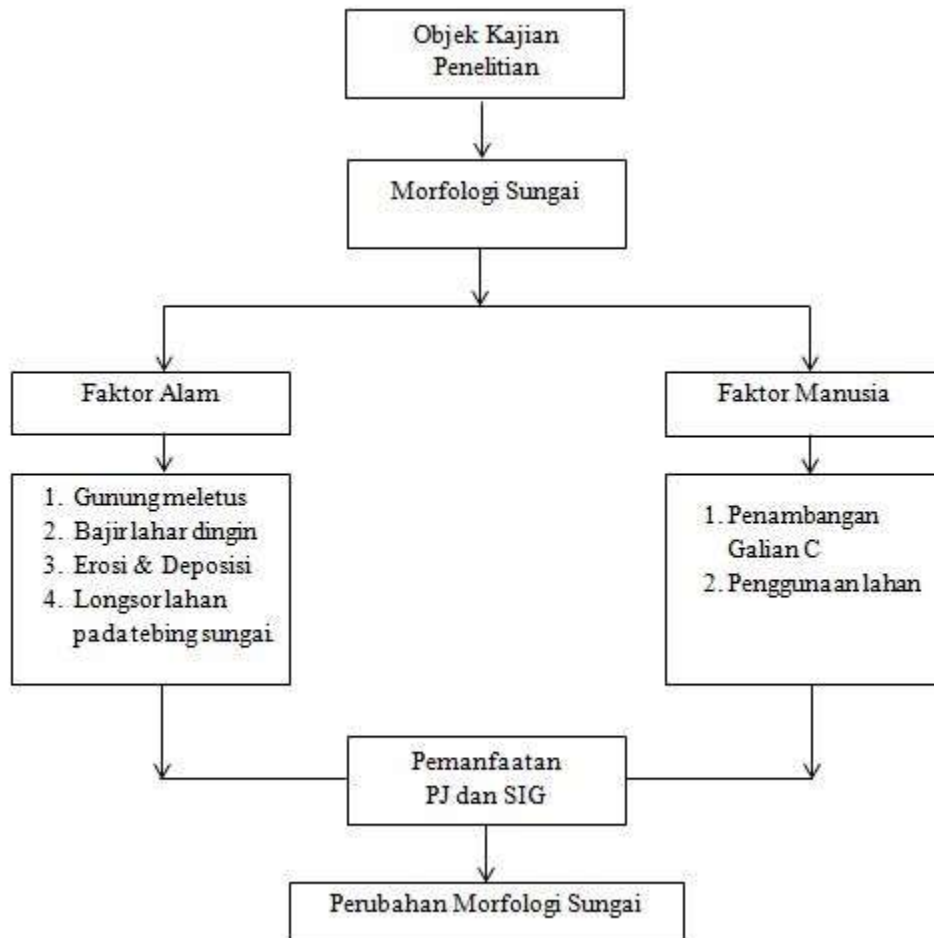 Objek Kajian
Penelitian
Morfologi Sungai
Faktor Alam
Faktor Manusia
1. Gunung meletus
2. Bajir lahar dingin
3. Erosi & Deposisi
4. Longsor lahan
pada tebing sungai.
1. Penambangan
Galian C
2. Penggunaan lahan
Pemanfaatan
PJ dan SIG
Perubahan Morfologi Sungai